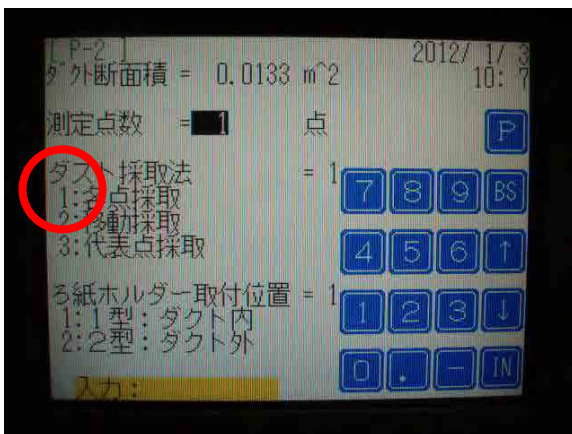 [ P-2 ]
2012/ 1/ 3
ダクト断面積 = 0.0133 m^2
10: 7
測定点数 = 1 点
P
ダスト採取法 = 1
1:各点採取
2:移動採取
3:代表点採取
7 8 9 BS
4 5 6 ↑
ろ紙ホルダー取付位置 = 1
1:1型:ダクト内
2:2型:ダクト外
1 2 3 ↓
0 . - IN
入力: